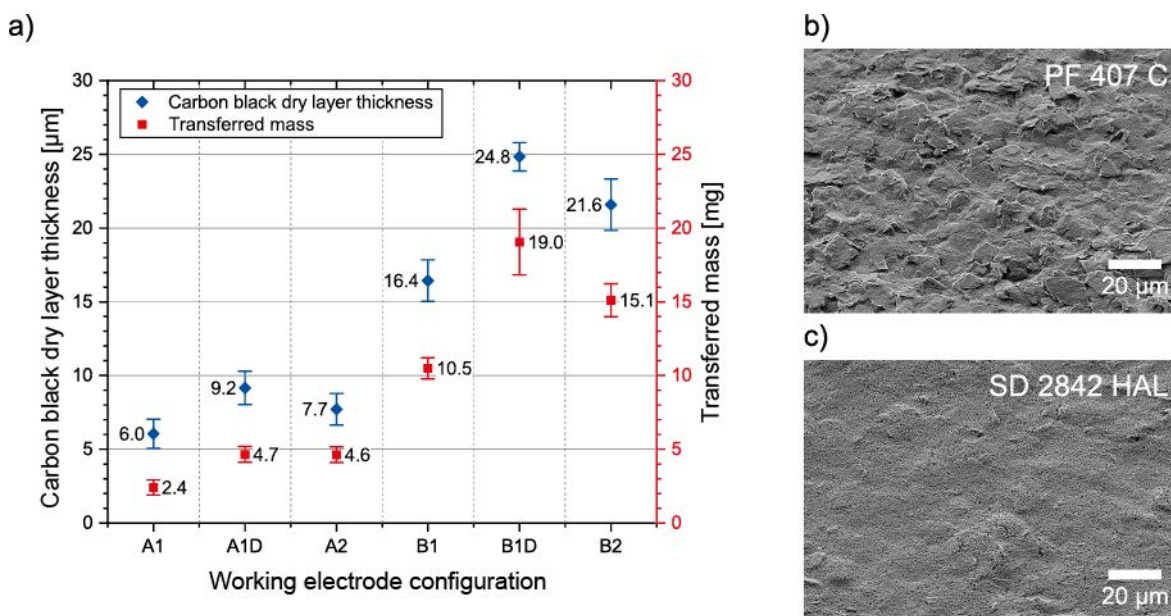 a)
Carbon black dry layer thickness [µm]
30
25
20
15
10
5
0
Carbon black dry layer thickness
Transferred mass
6.0
2.4
9.2
4.7
7.7
4.6
16.4
10.5
24.8
19.0
21.6
15.1
A1
A1D
A2
B1
B1D
B2
Working electrode configuration
30
25
20
15
10
5
0
Transferred mass [mg]
b)
PF 407 C
20 µm
c)
SD 2842 HAL
20 µm